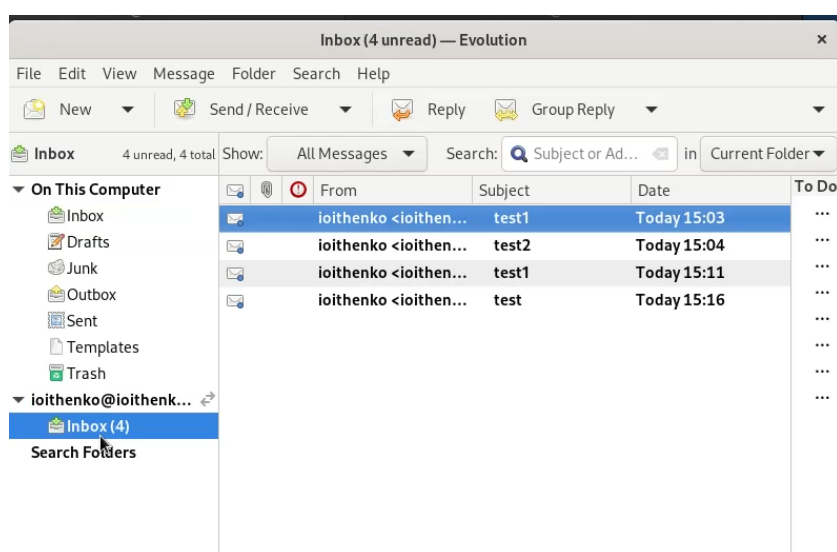 Inbox (4 unread) — Evolution ×
File Edit View Message Folder Search Help
New Send / Receive Reply Group Reply
Inbox 4 unread, 4 total Show: All Messages Search: Subject or Ad... in Current Folder
On This Computer
Inbox
Drafts
Junk
Outbox
Sent
Templates
Trash
ioithenko@ioithenk...
Inbox (4)
Search Folders
From Subject Date
ioithenko <ioithen... test1 Today 15:03
ioithenko <ioithen... test2 Today 15:04
ioithenko <ioithen... test1 Today 15:11
ioithenko <ioithen... test Today 15:16
To Do
...
...
...
...
...
...
...
...